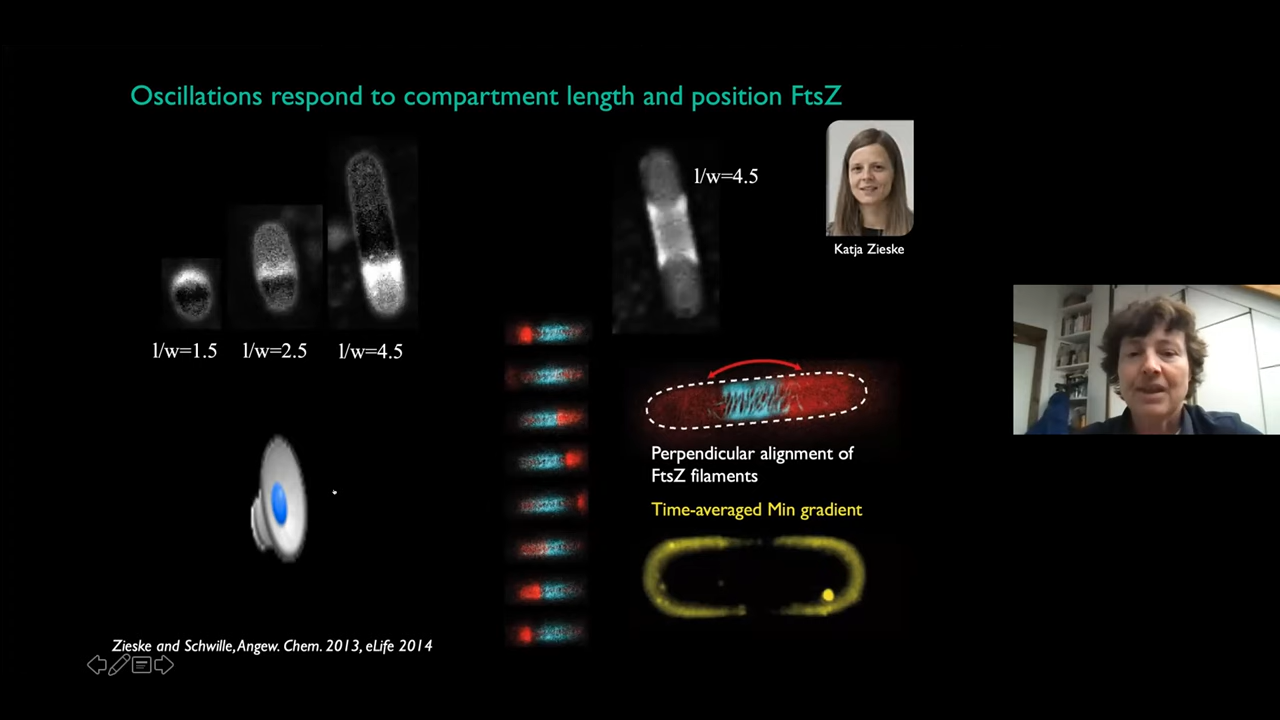 Oscillations respond to compartment length and position FtsZ
l/w=1.5
l/w=2.5
l/w=4.5
l/w=4.5
Katja Zieske
Perpendicular alignment of
FtsZ filaments
Time-averaged Min gradient
Zieske and Schwille, Angew. Chem. 2013, eLife 2014